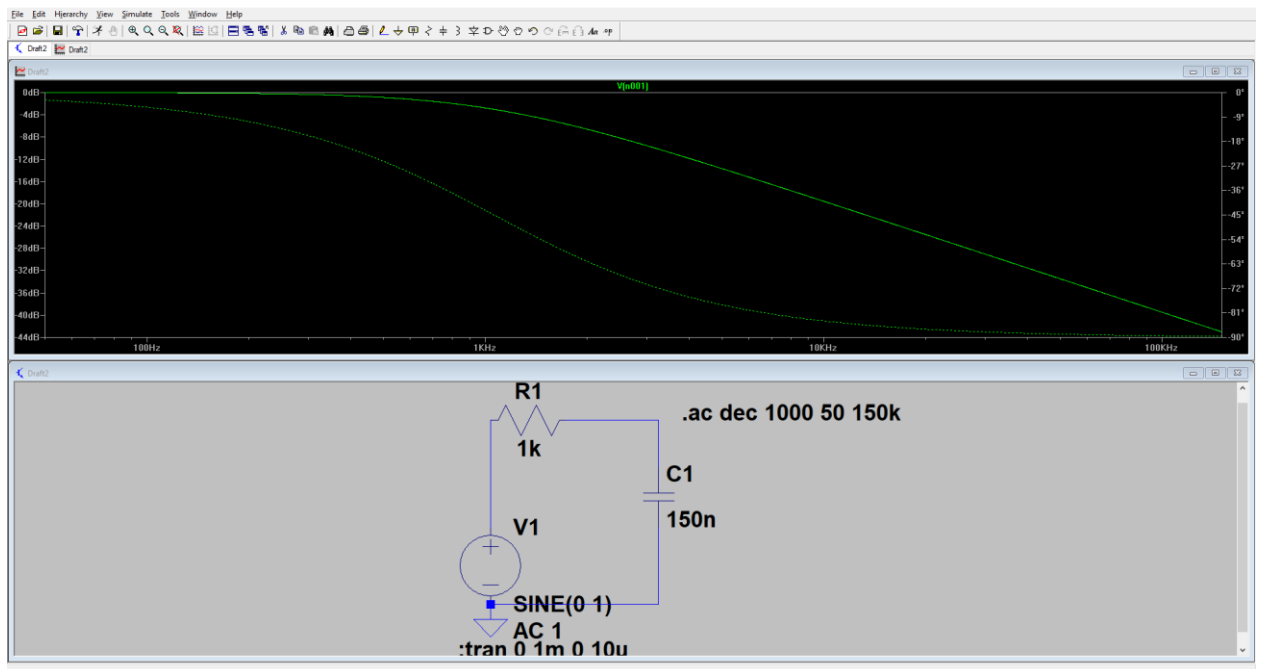 File Edit Hierarchy View Simulate Tools Window Help
Draft2 Draft2
Draft2
V(n001)
0dB 0°
-4dB -9°
-8dB -18°
-12dB -27°
-16dB -36°
-20dB -45°
-24dB -54°
-28dB -63°
-32dB -72°
-36dB -81°
-40dB -90°
-44dB
100Hz 1KHz 10KHz 100KHz
Draft2
R1
.ac dec 1000 50 150k
1k
C1
150n
V1
SINE(0 1)
AC 1
:tran 0 1m 0 10u